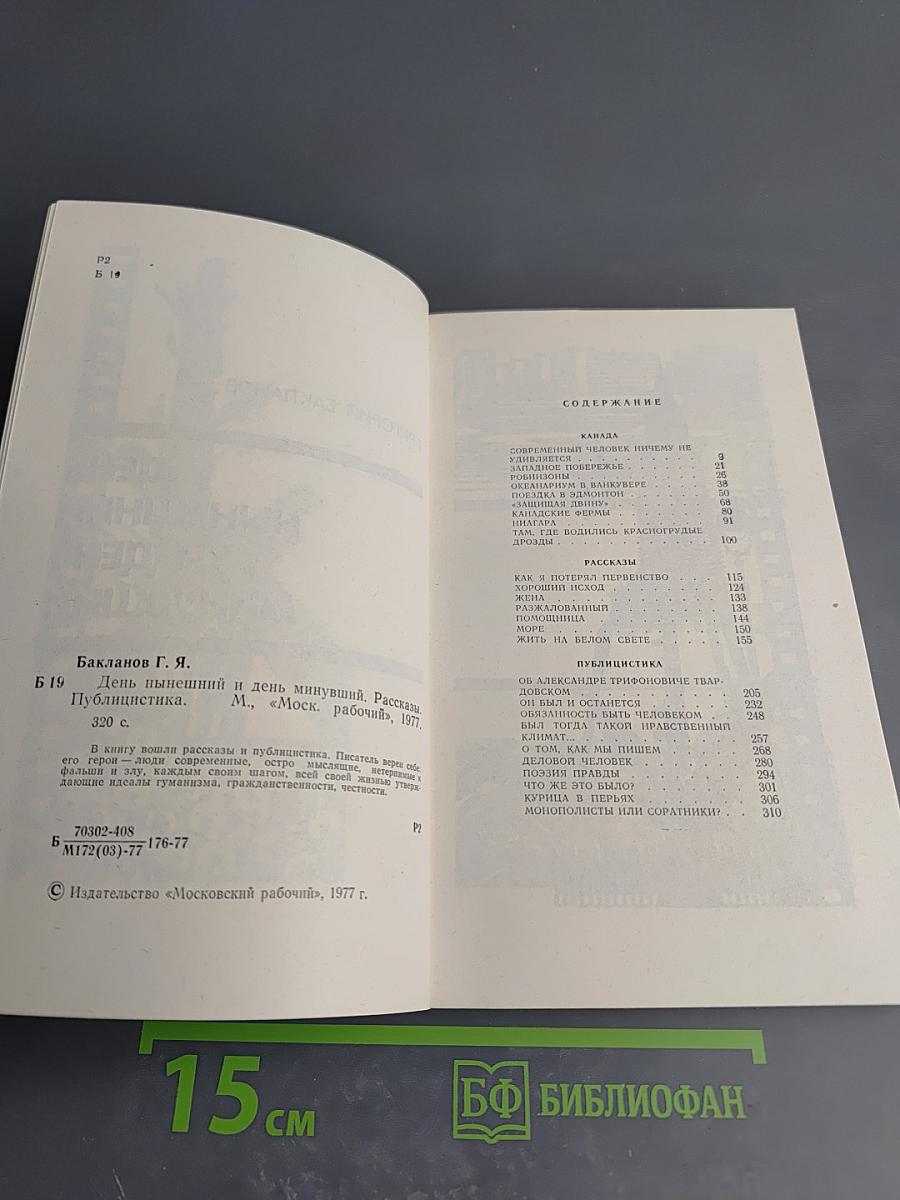 Р2
Б 19
Бакланов Г. Я.
Б 19 День нынешний и день минувший. Рассказы.
Публицистика. М., «Моск. рабочий», 1977.
320 с.
В книгу вошли рассказы и публицистика. Писатель верен себе:
его герои — люди современные, остро мыслящие, нетерпимые к
фальши и злу, каждым своим шагом, всей своей жизнью утверж-
дающие идеалы гуманизма, гражданственности, честности.
Б 70302-408
М172(03)-77 176-77
Р2
© Издательство «Московский рабочий», 1977 г.
СОДЕРЖАНИЕ
КАНАДА
СОВРЕМЕННЫЙ ЧЕЛОВЕК НИЧЕМУ НЕ
УДИВЛЯЕТСЯ . . . . . . . . . . 9
ЗАПАДНОЕ ПОБЕРЕЖЬЕ . . . . . . 21
РОБИНЗОНЫ . . . . . . . . . . 26
ОКЕАНАРИУМ В ВАНКУВЕРЕ . . . . 38
ПОЕЗДКА В ЭДМОНТОН . . . . . . 50
«ЗАЩИЩАЯ ДВИНУ» . . . . . . . 68
КАНАДСКИЕ ФЕРМЫ . . . . . . . 80
НИАГАРА . . . . . . . . . . . 91
ТАМ, ГДЕ ВОДИЛИСЬ КРАСНОГРУДЫЕ
ДРОЗДЫ . . . . . . . . . . . 100
РАССКАЗЫ
КАК Я ПОТЕРЯЛ ПЕРВЕНСТВО . . . 115
ХОРОШИЙ ИСХОД . . . . . . . . 124
ЖЕНА . . . . . . . . . . . . 133
РАЗЖАЛОВАННЫЙ . . . . . . . . 138
ПОМОЩНИЦА . . . . . . . . . . 144
МОРЕ . . . . . . . . . . . . 150
ЖИТЬ НА БЕЛОМ СВЕТЕ . . . . . 155
ПУБЛИЦИСТИКА
ОБ АЛЕКСАНДРЕ ТРИФОНОВИЧЕ ТВАР-
ДОВСКОМ . . . . . . . . . . . 205
ОН БЫЛ И ОСТАНЕТСЯ . . . . . . 232
ОБЯЗАННОСТЬ БЫТЬ ЧЕЛОВЕКОМ . . 248
БЫЛ ТОГДА ТАКОЙ НРАВСТВЕННЫЙ
КЛИМАТ... . . . . . . . . . . 257
О ТОМ, КАК МЫ ПИШЕМ . . . . . 268
ДЕЛОВОЙ ЧЕЛОВЕК . . . . . . . 280
ПОЭЗИЯ ПРАВДЫ . . . . . . . . 294
ЧТО ЖЕ ЭТО БЫЛО? . . . . . . . 301
КУРИЦА В ПЕРЬЯХ . . . . . . . 306
МОНОПОЛИСТЫ ИЛИ СОРАТНИКИ? . . 310
15 см
БФ БИБЛИОФАН